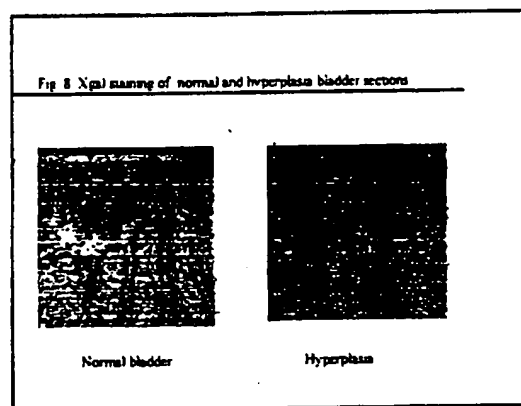 Fig 8 Xgal staining of normal and hyperplasia bladder sections
Normal bladder
Hyperplasia